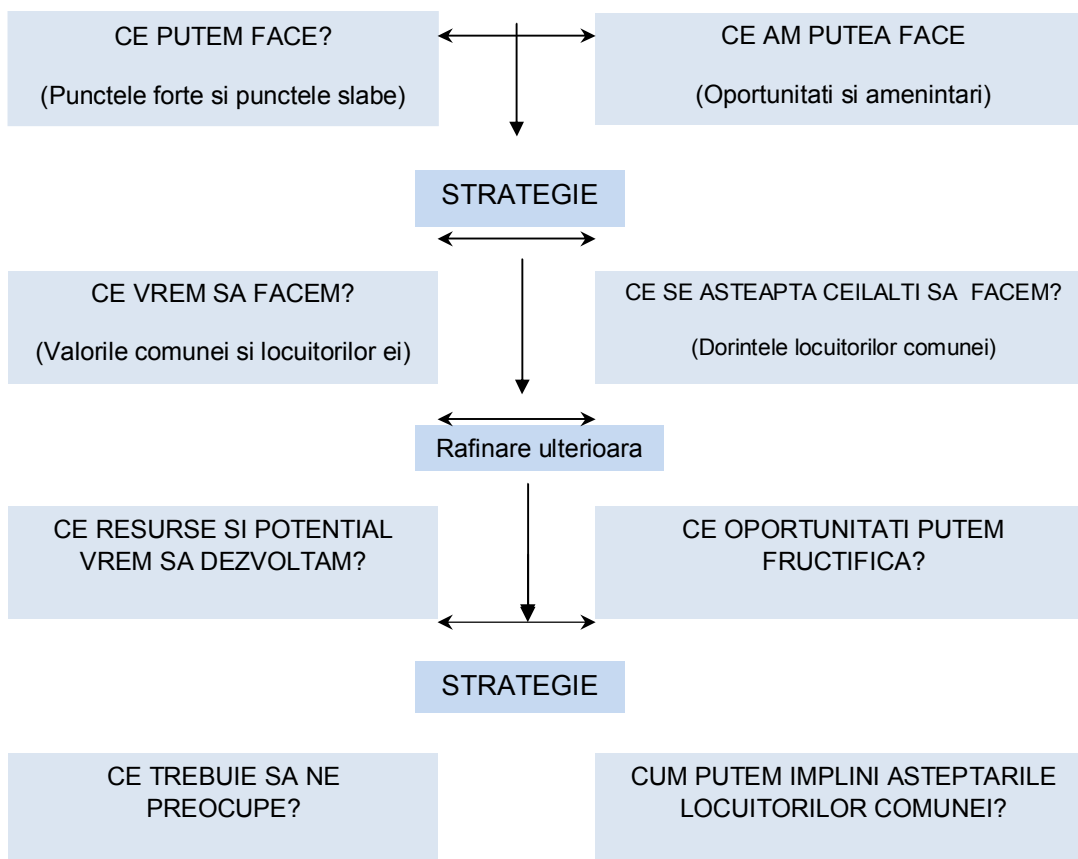 CE PUTEM FACE?
(Punctele forte si punctele slabe)
CE AM PUTEA FACE
(Oportunitati si amenintari)
STRATEGIE
CE VREM SA FACEM?
(Valorile comunei si locuitorilor ei)
CE SE ASTEAPTA CEILALTI SA FACEM?
(Dorintele locuitorilor comunei)
Rafinare ulterioara
CE RESURSE SI POTENTIAL
VREM SA DEZVOLTAM?
CE OPORTUNITATI PUTEM
FRUCTIFICA?
STRATEGIE
CE TREBUIE SA NE
PREOCUPE?
CUM PUTEM IMPLINI ASTEPTARILE
LOCUITORILOR COMUNEI?